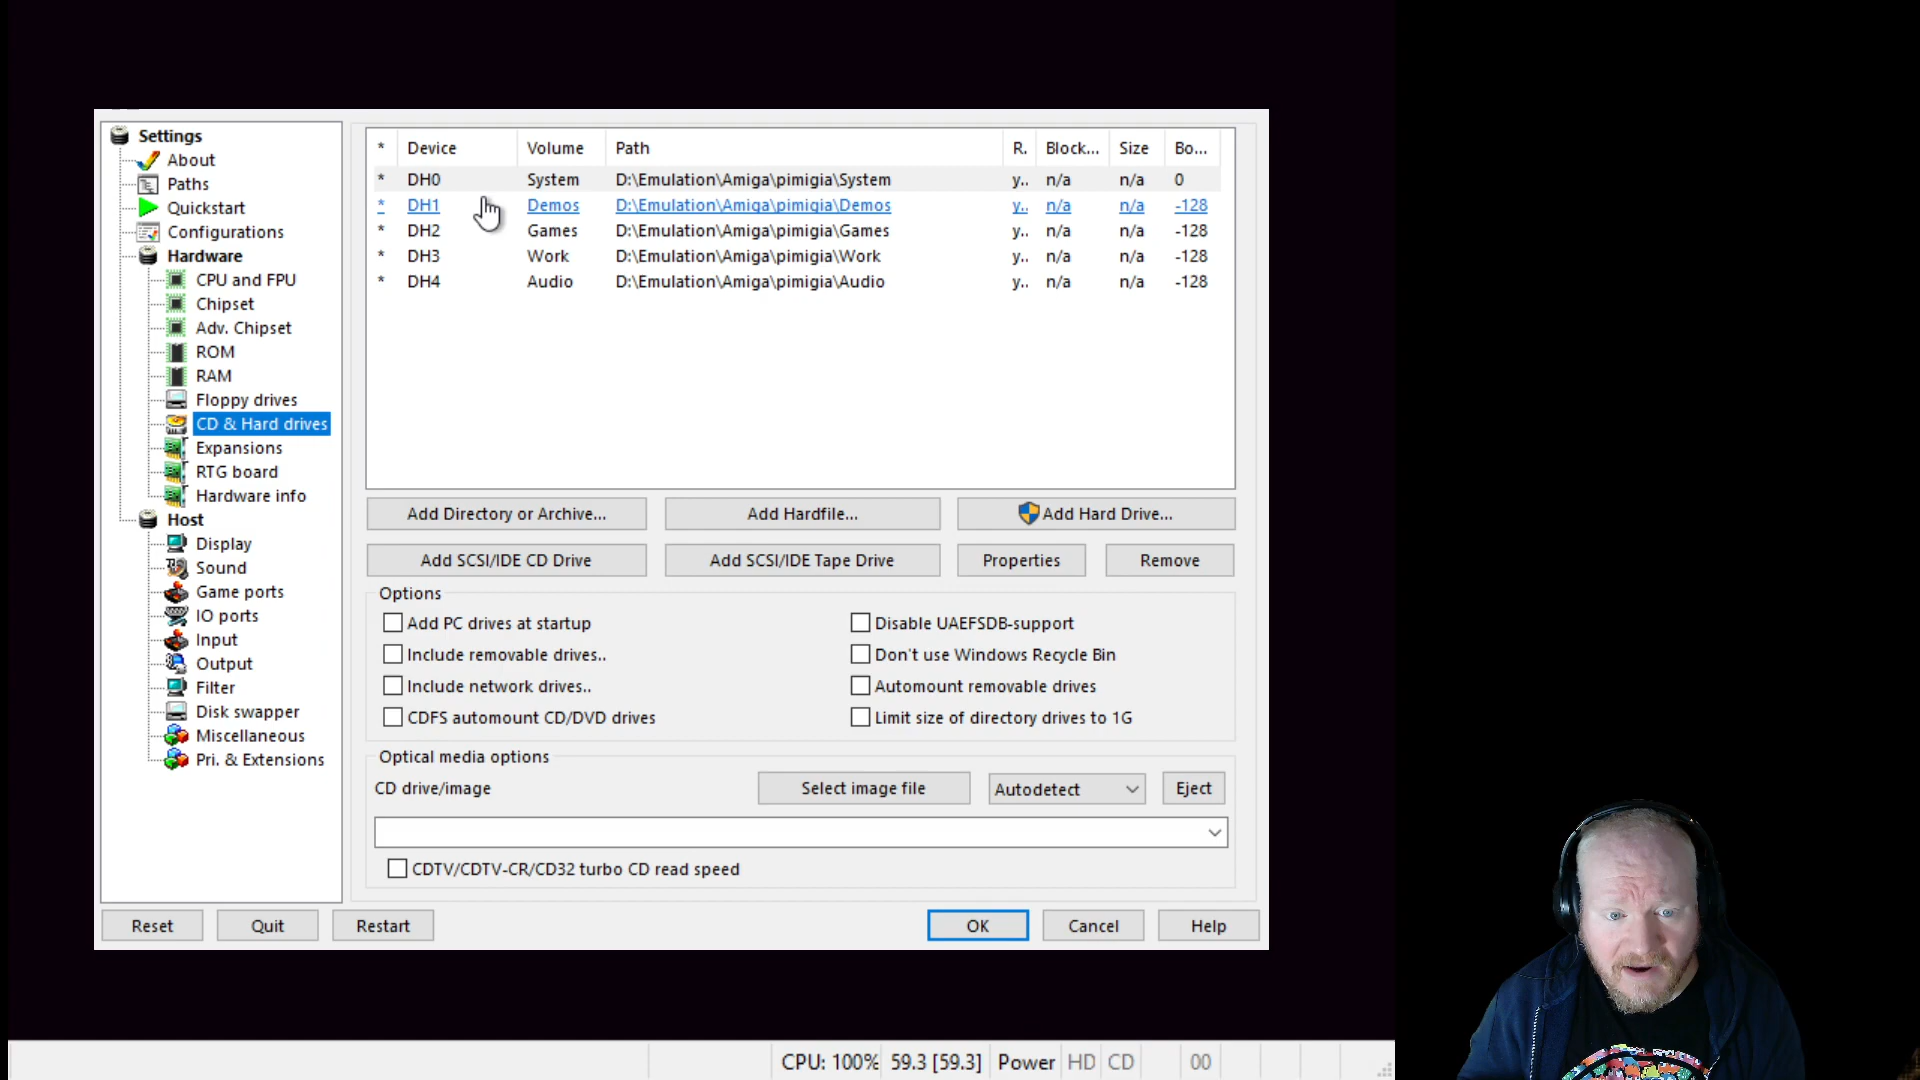 Settings
About
Paths
Quickstart
Configurations
Hardware
CPU and FPU
Chipset
Adv. Chipset
ROM
RAM
Floppy drives
CD & Hard drives
Expansions
RTG board
Hardware info
Host
Display
Sound
Game ports
IO ports
Input
Output
Filter
Disk swapper
Miscellaneous
Pri. & Extensions
* Device Volume Path R. Block... Size Bo...
* DH0 System D:\Emulation\Amiga\pimigia\System y.. n/a n/a 0
* DH1 Demos D:\Emulation\Amiga\pimigia\Demos y.. n/a n/a -128
* DH2 Games D:\Emulation\Amiga\pimigia\Games y.. n/a n/a -128
* DH3 Work D:\Emulation\Amiga\pimigia\Work y.. n/a n/a -128
* DH4 Audio D:\Emulation\Amiga\pimigia\Audio y.. n/a n/a -128
Add Directory or Archive... Add Hardfile... Add Hard Drive...
Add SCSI/IDE CD Drive Add SCSI/IDE Tape Drive Properties Remove
Options
Add PC drives at startup Disable UAEFSDB-support
Include removable drives.. Don't use Windows Recycle Bin
Include network drives.. Automount removable drives
CDFS automount CD/DVD drives Limit size of directory drives to 1G
Optical media options
CD drive/image Select image file Autodetect Eject
CDTV/CDTV-CR/CD32 turbo CD read speed
Reset Quit Restart OK Cancel Help
CPU: 100% 59.3 [59.3] Power HD CD 00